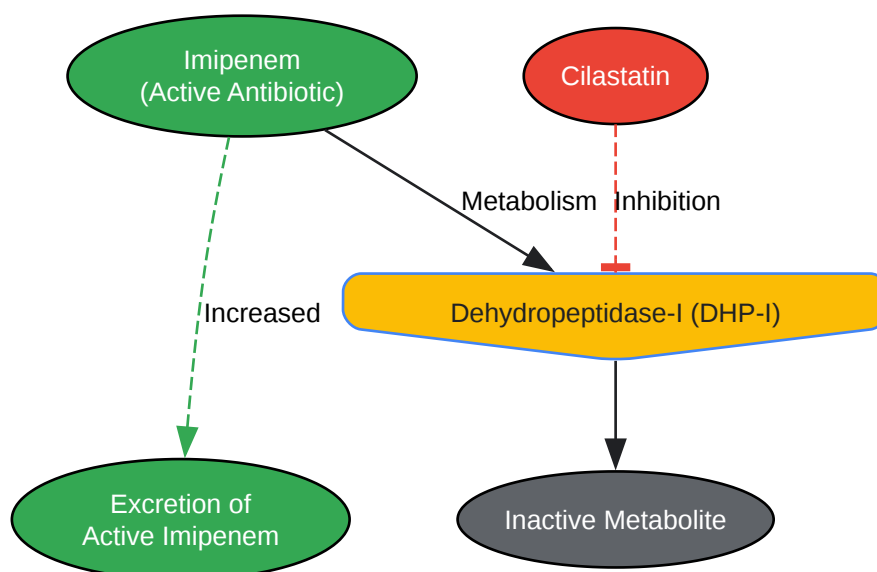 Imipenem
(Active Antibiotic)
Cilastatin
Metabolism
Inhibition
Increased
Dehydropeptidase-I (DHP-I)
Excretion of
Active Imipenem
Inactive Metabolite